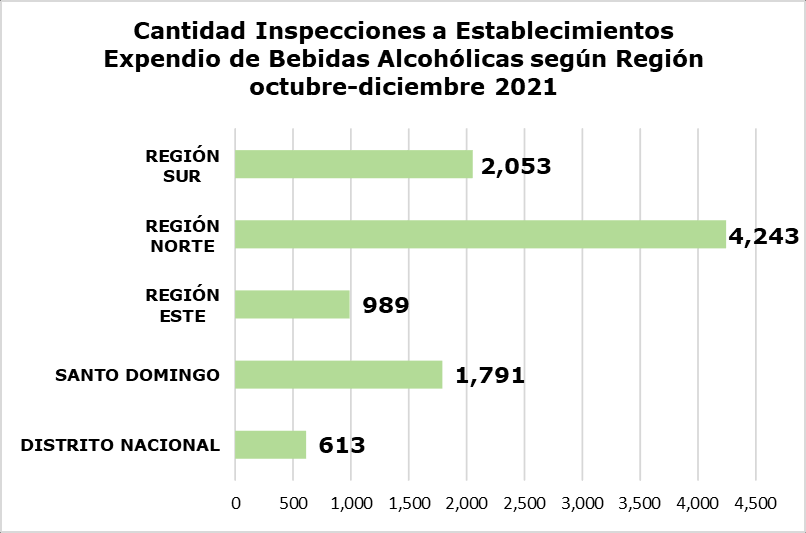 Cantidad Inspecciones a Establecimientos
Expendio de Bebidas Alcohólicas según Región
octubre-diciembre 2021
REGIÓN
SUR
2,053
REGIÓN
NORTE
4,243
REGIÓN
ESTE
989
SANTO DOMINGO
1,791
DISTRITO NACIONAL
613
0 500 1,000 1,500 2,000 2,500 3,000 3,500 4,000 4,500